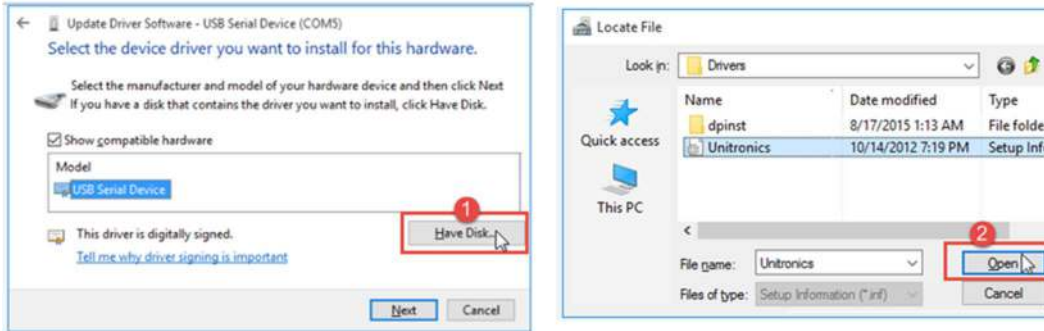 Update Driver Software - USB Serial Device (COM5)
Select the device driver you want to install for this hardware.
Select the manufacturer and model of your hardware device and then click Next
If you have a disk that contains the driver you want to install, click Have Disk.
Show compatible hardware
Model
USB Serial Device
1
This driver is digitally signed.
Have Disk...
Tell me why driver signing is important
Next Cancel
Locate File
Look in: Drivers
Name Date modified Type
dpinst 8/17/2015 1:13 AM File folde
Unitronics 10/14/2012 7:19 PM Setup Inf
Quick access
This PC
2
File name: Unitronics Open
Files of type: Setup Information (*.inf) Cancel